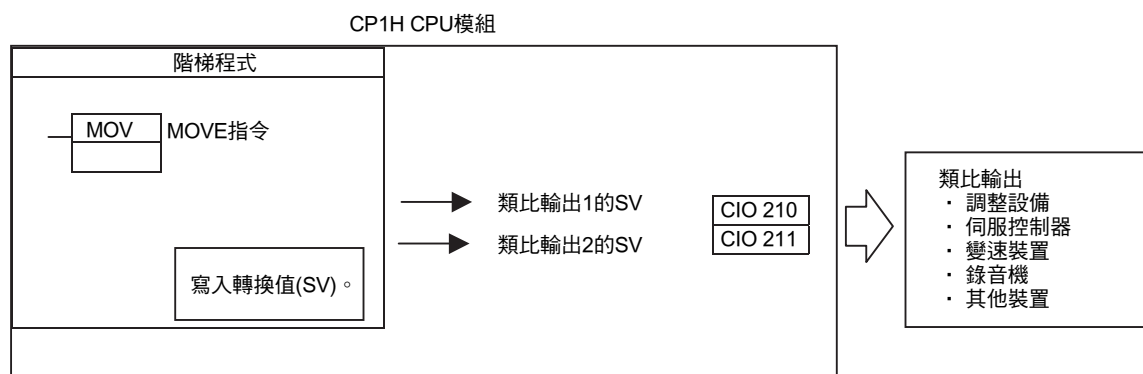 CP1H CPU模組
階梯程式
MOV
MOVE指令
類比輸出1的SV
類比輸出2的SV
寫入轉換值(SV)。
CIO 210
CIO 211
類比輸出
· 調整設備
· 伺服控制器
· 變速裝置
· 錄音機
· 其他裝置